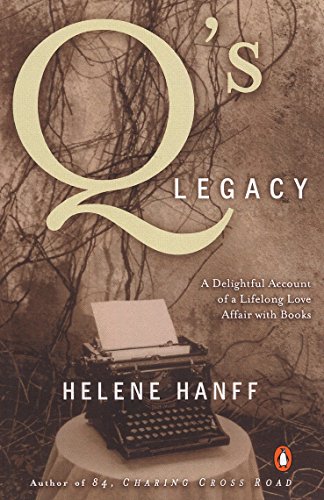 Q's
LEGACY
A Delightful Account
of a Lifelong Love
Affair with Books
HELENE HANFF
Author of 84, CHARING CROSS ROAD